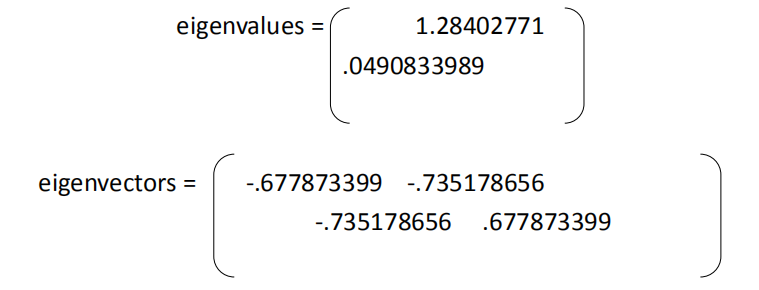 eigenvalues = 1.28402771
.0490833989
eigenvectors = -.677873399 -.735178656
-.735178656 .677873399